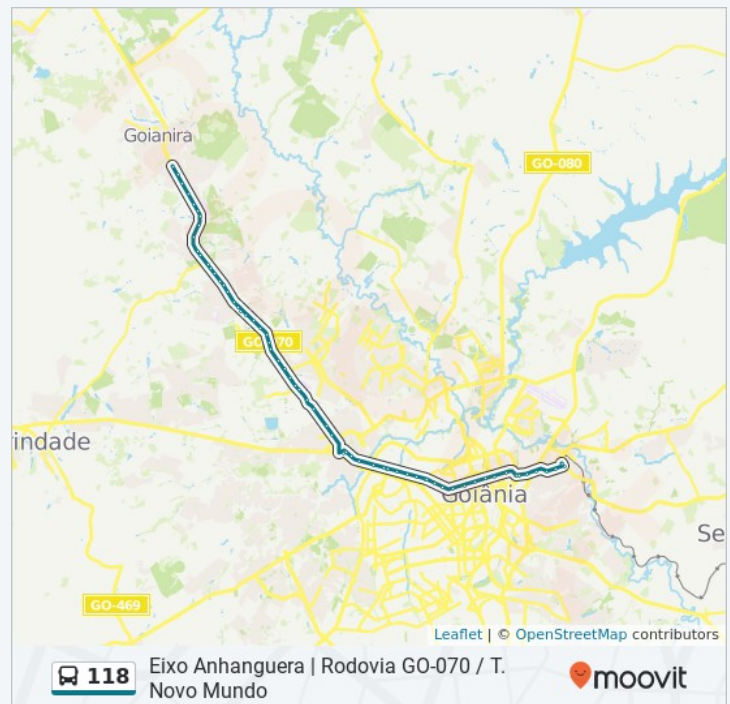 Goianira
GO-080
GO-070
rindade
Goiânia
Se
GO-469
Leaflet | © OpenStreetMap contributors
118
Eixo Anhanguera | Rodovia GO-070 / T.
Novo Mundo
moovit